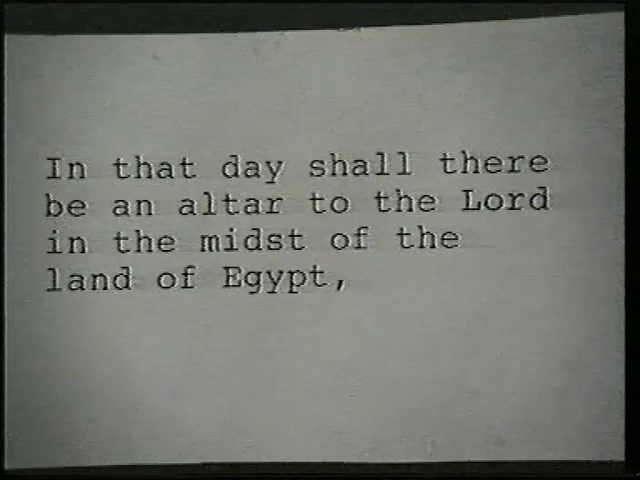 In that day shall there
be an altar to the Lord
in the midst of the
land of Egypt,